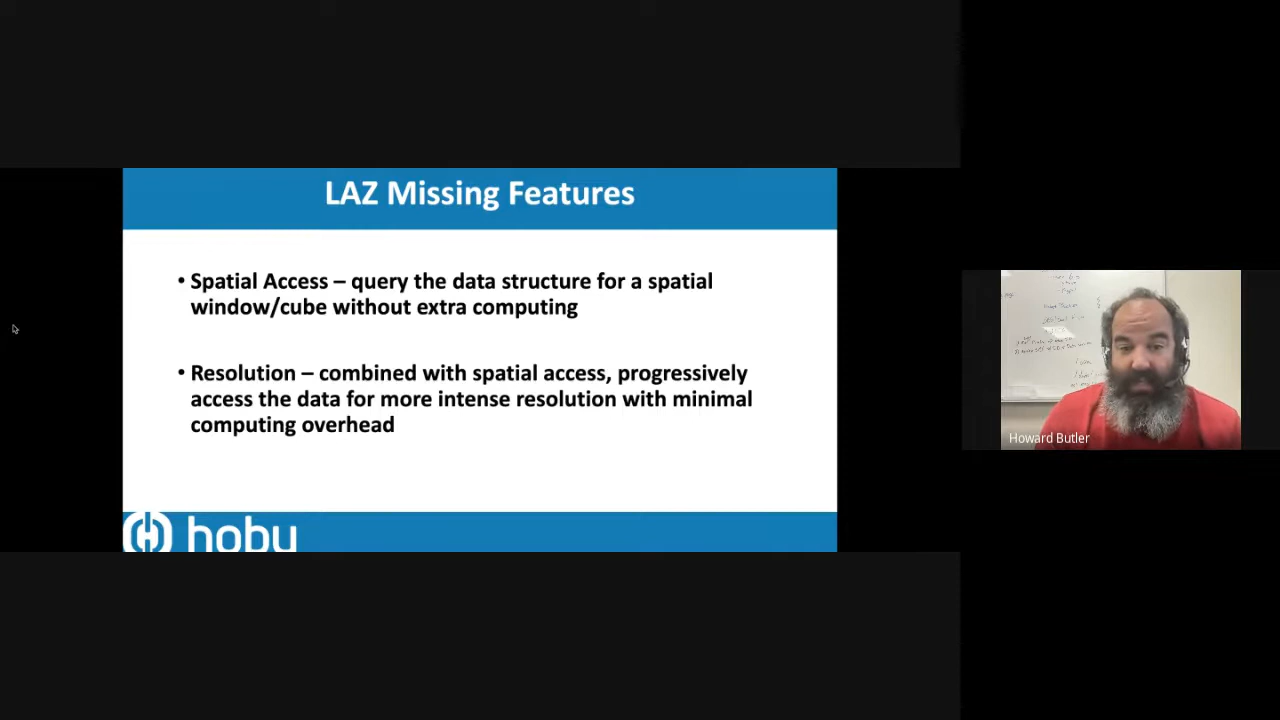 LAZ Missing Features
• Spatial Access – query the data structure for a spatial
window/cube without extra computing
• Resolution – combined with spatial access, progressively
access the data for more intense resolution with minimal
computing overhead
hobu
Howard Butler